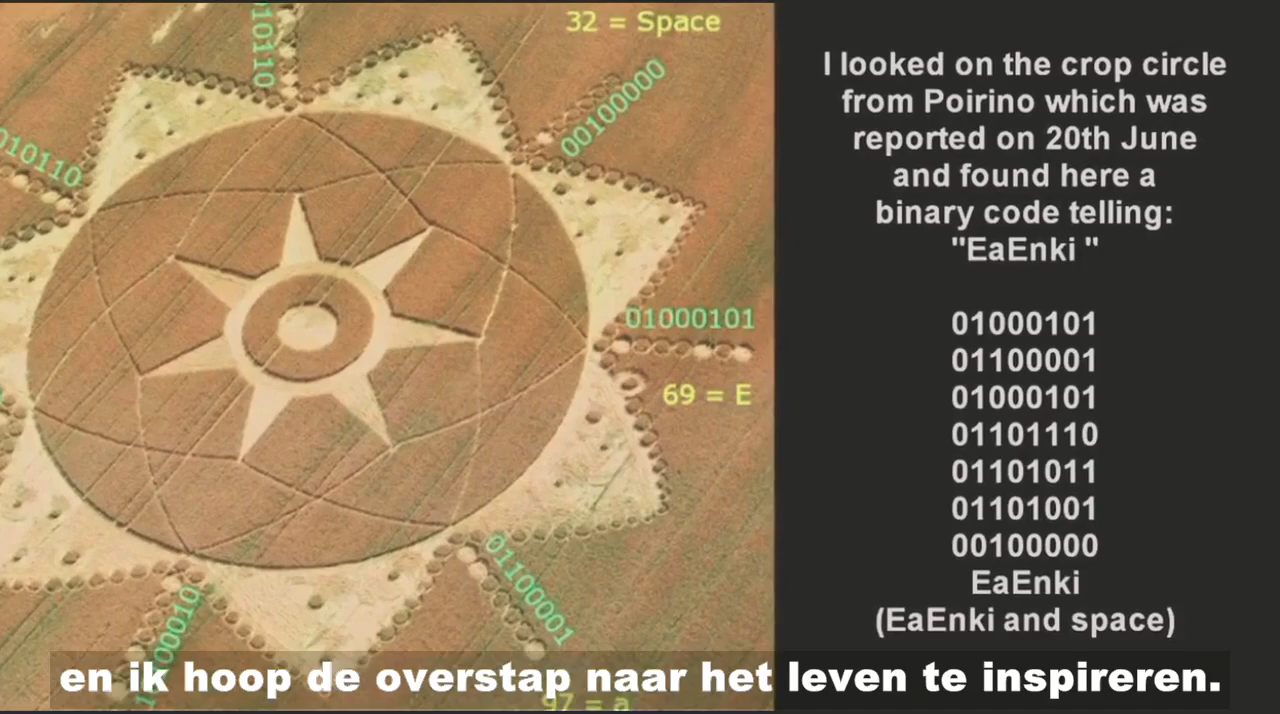 32 = Space
10110
00100000
010110
01000101
69 = E
01100001
000010
97 = a
I looked on the crop circle
from Poirino which was
reported on 20th June
and found here a
binary code telling:
"EaEnki "
01000101
01100001
01000101
01101110
01101011
01101001
00100000
EaEnki
(EaEnki and space)
en ik hoop de overstap naar het leven te inspireren.